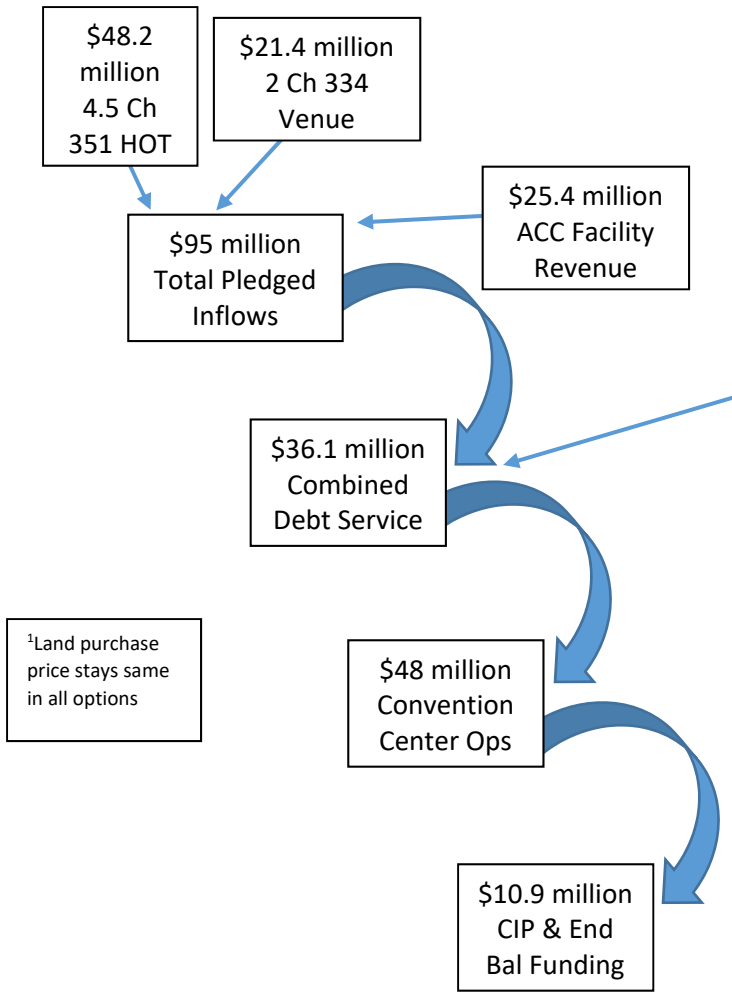 $48.2
million
4.5 Ch
351 HOT
$21.4 million
2 Ch 334
Venue
$25.4 million
ACC Facility
Revenue
$95 million
Total Pledged
Inflows
$36.1 million
Combined
Debt Service
¹Land purchase
price stays same
in all options
$48 million
Convention
Center Ops
$10.9 million
CIP & End
Bal Funding